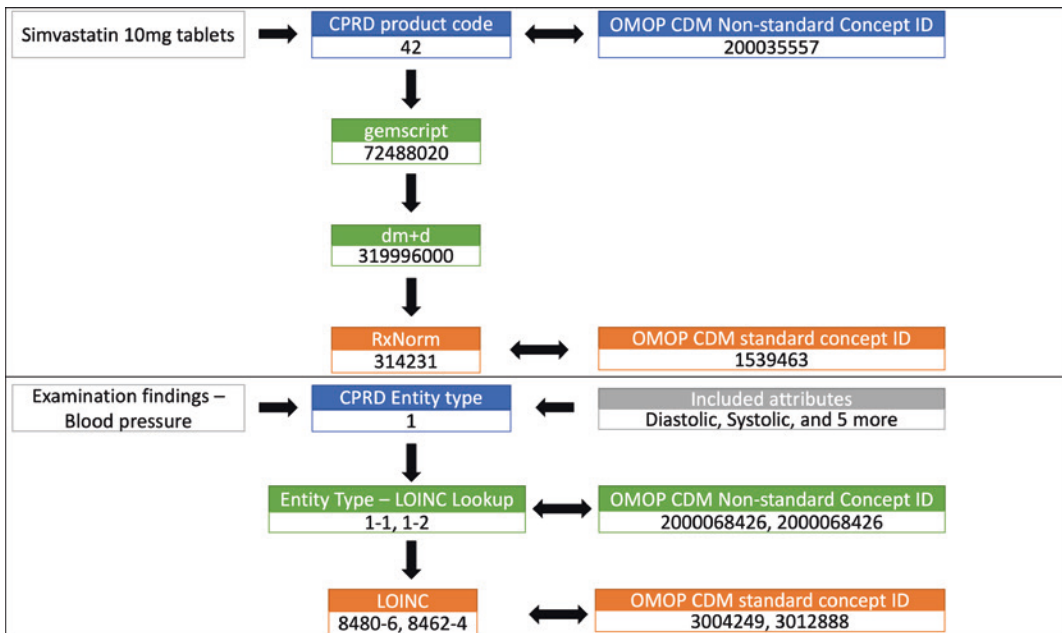 Simvastatin 10mg tablets
CPRD product code
42
OMOP CDM Non-standard Concept ID
200035557
gemscript
72488020
dm+d
319996000
RxNorm
314231
OMOP CDM standard concept ID
1539463
Examination findings –
Blood pressure
CPRD Entity type
1
Included attributes
Diastolic, Systolic, and 5 more
Entity Type – LOINC Lookup
1-1, 1-2
OMOP CDM Non-standard Concept ID
2000068426, 2000068426
LOINC
8480-6, 8462-4
OMOP CDM standard concept ID
3004249, 3012888